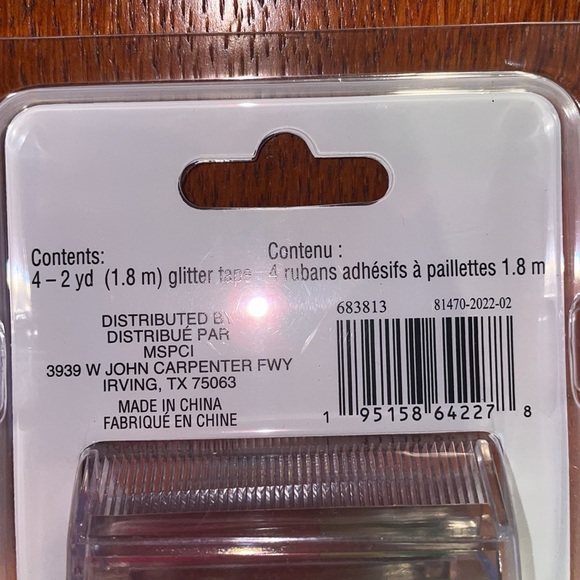 Contents:
4 – 2 yd (1.8 m) glitter tape
Contenu :
4 rubans adhésifs à paillettes 1.8 m
DISTRIBUTED BY
DISTRIBUÉ PAR
MSPCI
3939 W JOHN CARPENTER FWY
IRVING, TX 75063
MADE IN CHINA
FABRIQUÉ EN CHINE
683813 81470-2022-02
1 95158 64227 8